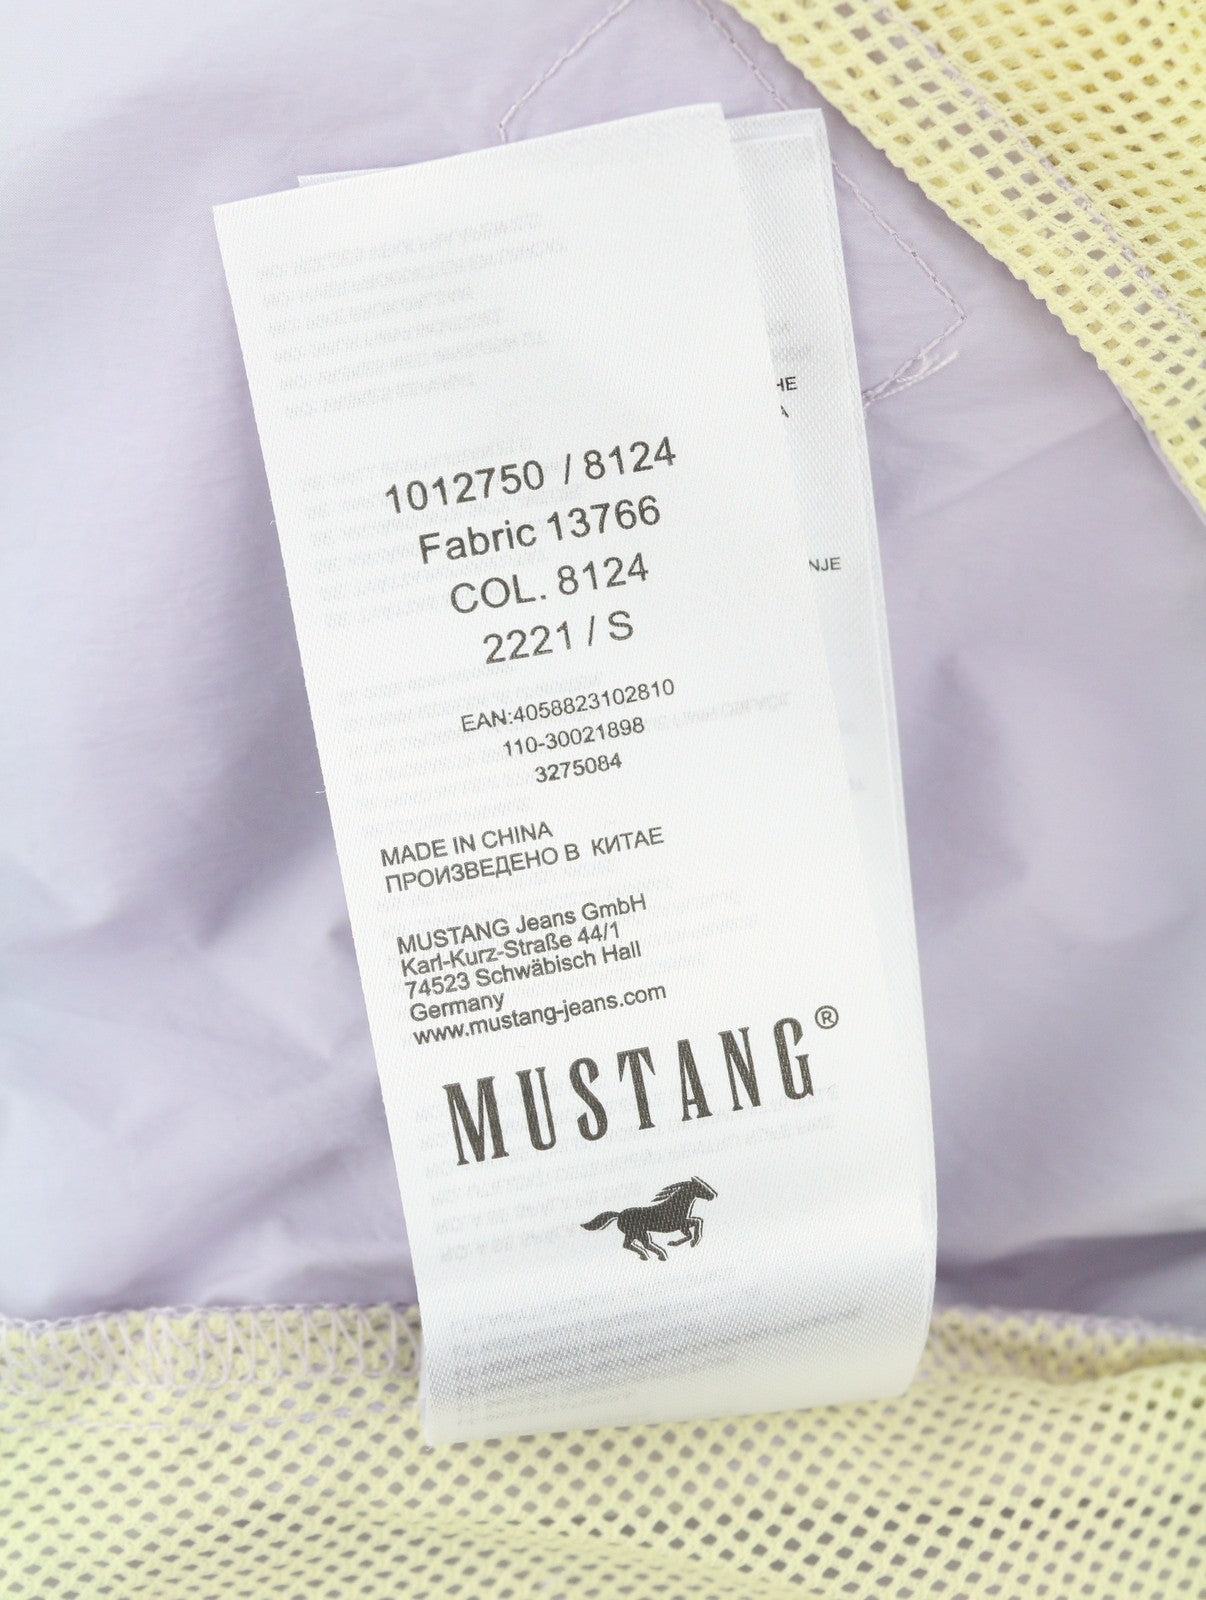 1012750 / 8124
Fabric 13766
COL. 8124
2221 / S
EAN:4058823102810
110-30021898
3275084
MADE IN CHINA
ПРОИЗВЕДЕНО В КИТАЕ
MUSTANG Jeans GmbH
Karl-Kurz-Straße 44/1
74523 Schwäbisch Hall
Germany
www.mustang-jeans.com
MUSTANG®